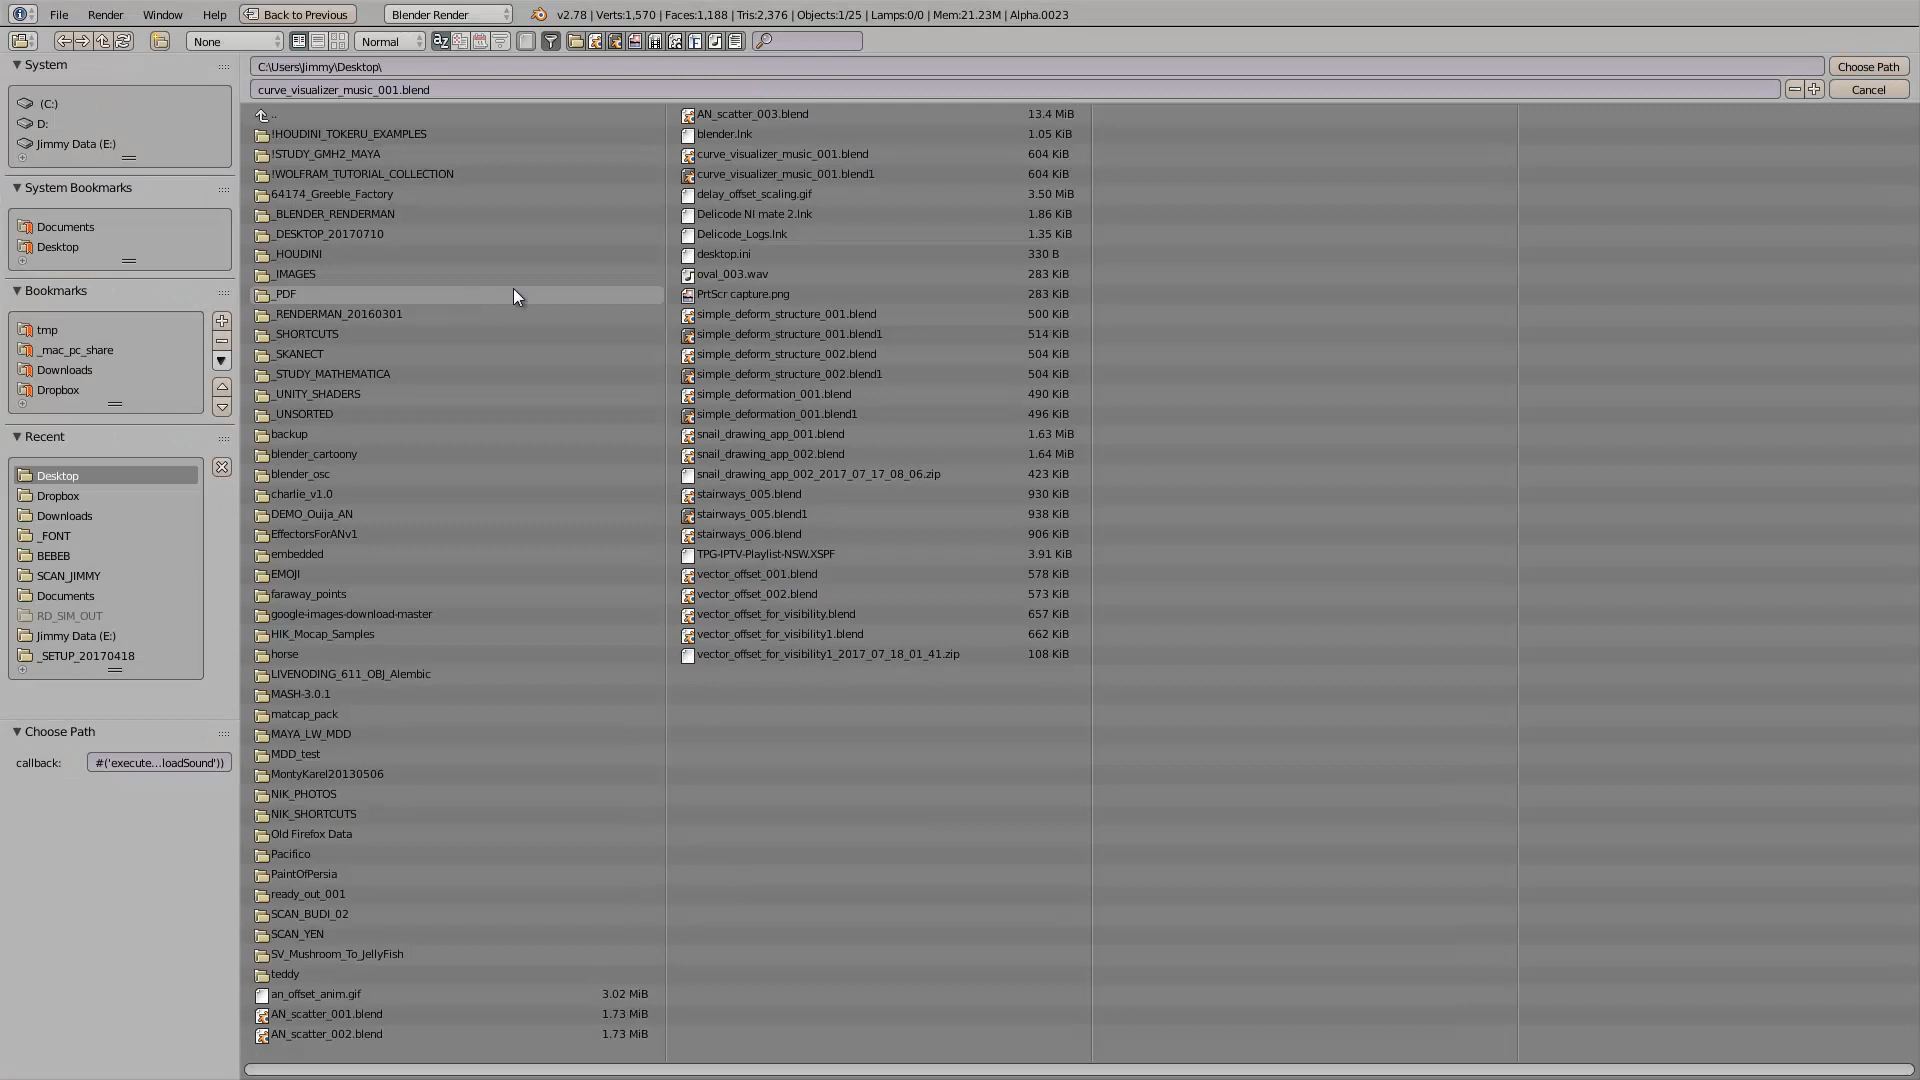 File Render Window Help Back to Previous Blender Render v2.78 | Verts:1,570 | Faces:1,188 | Tris:2,376 | Objects:1/25 | Lamps:0/0 | Mem:21.23M | Alpha.0023
None Normal
System
C:\Users\Jimmy\Desktop\ Choose Path
curve_visualizer_music_001.blend Cancel
(C:)
D:
Jimmy Data (E:)
System Bookmarks
Documents
Desktop
Bookmarks
tmp
_mac_pc_share
Downloads
Dropbox
Recent
Desktop
Dropbox
Downloads
_FONT
BEBEB
SCAN_JIMMY
Documents
RD_SIM_OUT
Jimmy Data (E:)
_SETUP_20170418
Choose Path
callback: #('execute...loadSound'))
..
!HOUDINI_TOKERU_EXAMPLES
!STUDY_GMH2_MAYA
!WOLFRAM_TUTORIAL_COLLECTION
64174_Greeble_Factory
_BLENDER_RENDERMAN
_DESKTOP_20170710
_HOUDINI
_IMAGES
_PDF
_RENDERMAN_20160301
_SHORTCUTS
_SKANECT
_STUDY_MATHEMATICA
_UNITY_SHADERS
_UNSORTED
backup
blender_cartoony
blender_osc
charlie_v1.0
DEMO_Ouija_AN
EffectorsForANv1
embedded
EMOJI
faraway_points
google-images-download-master
HIK_Mocap_Samples
horse
LIVENODING_611_OBJ_Alembic
MASH-3.0.1
matcap_pack
MAYA_LW_MDD
MDD_test
MontyKarel20130506
NIK_PHOTOS
NIK_SHORTCUTS
Old Firefox Data
Pacifico
PaintOfPersia
ready_out_001
SCAN_BUDI_02
SCAN_YEN
SV_Mushroom_To_JellyFish
teddy
an_offset_anim.gif 3.02 MiB
AN_scatter_001.blend 1.73 MiB
AN_scatter_002.blend 1.73 MiB
AN_scatter_003.blend 13.4 MiB
blender.lnk 1.05 KiB
curve_visualizer_music_001.blend 604 KiB
curve_visualizer_music_001.blend1 604 KiB
delay_offset_scaling.gif 3.50 MiB
Delicode NI mate 2.lnk 1.86 KiB
Delicode_Logs.lnk 1.35 KiB
desktop.ini 330 B
oval_003.wav 283 KiB
PrtScr capture.png 283 KiB
simple_deform_structure_001.blend 500 KiB
simple_deform_structure_001.blend1 514 KiB
simple_deform_structure_002.blend 504 KiB
simple_deform_structure_002.blend1 504 KiB
simple_deformation_001.blend 490 KiB
simple_deformation_001.blend1 496 KiB
snail_drawing_app_001.blend 1.63 MiB
snail_drawing_app_002.blend 1.64 MiB
snail_drawing_app_002_2017_07_17_08_06.zip 423 KiB
stairways_005.blend 930 KiB
stairways_005.blend1 938 KiB
stairways_006.blend 906 KiB
TPG-IPTV-Playlist-NSW.XSPF 3.91 KiB
vector_offset_001.blend 578 KiB
vector_offset_002.blend 573 KiB
vector_offset_for_visibility.blend 657 KiB
vector_offset_for_visibility1.blend 662 KiB
vector_offset_for_visibility1_2017_07_18_01_41.zip 108 KiB